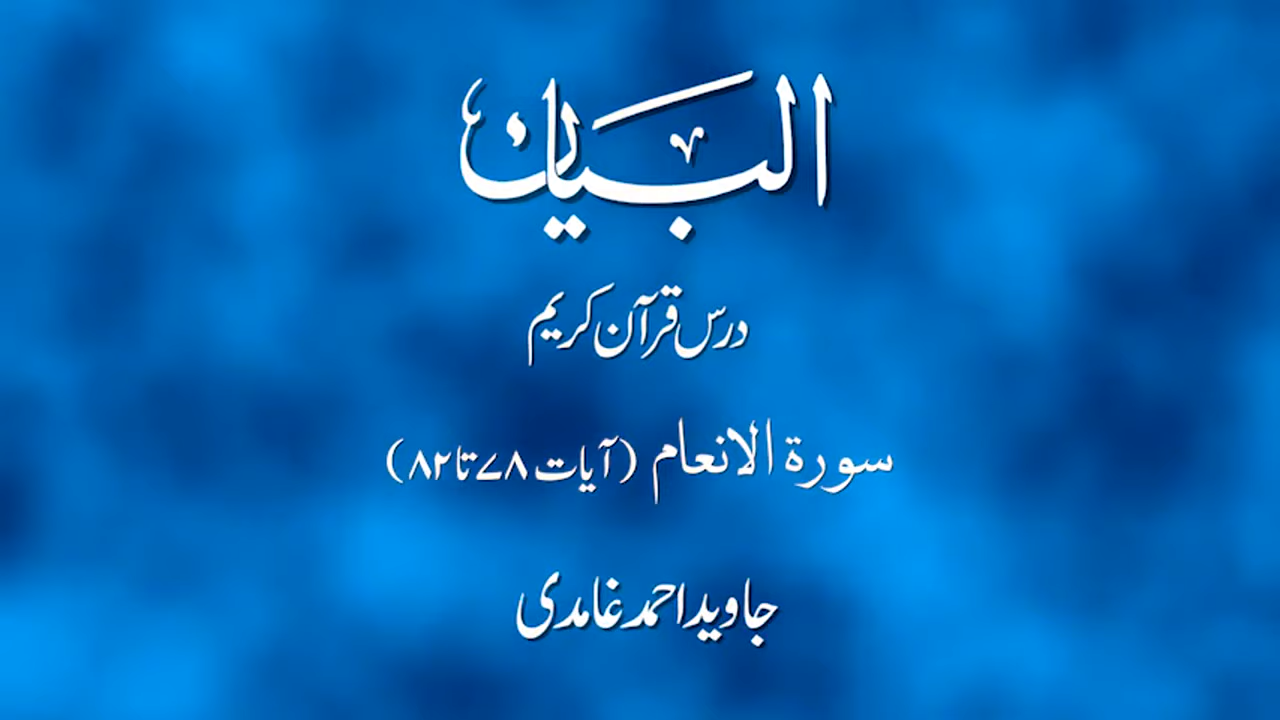 البیان
درس قرآن کریم
سورۃ الانعام (آیات ۷۸ تا ۸۲)
جاوید احمد غامدی